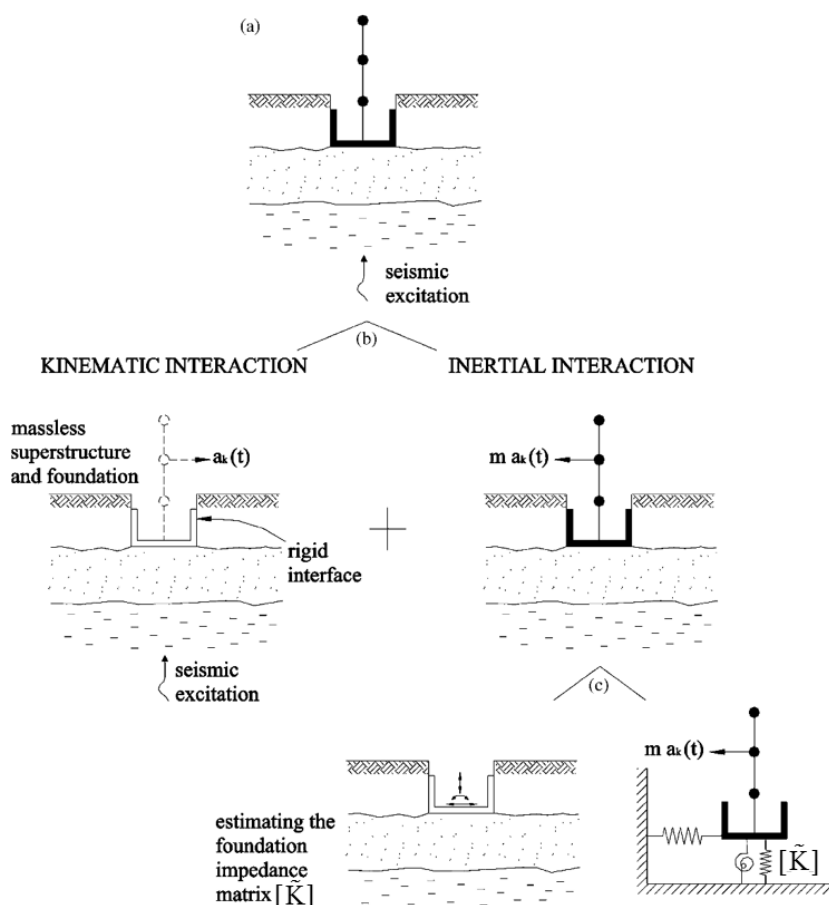 (a)
seismic
excitation
(b)
KINEMATIC INTERACTION
INERTIAL INTERACTION
massless
superstructure
and foundation
aₖ(t)
m aₖ(t)
rigid
interface
seismic
excitation
(c)
m aₖ(t)
estimating the
foundation
impedance
matrix [K̃]
[K̃]